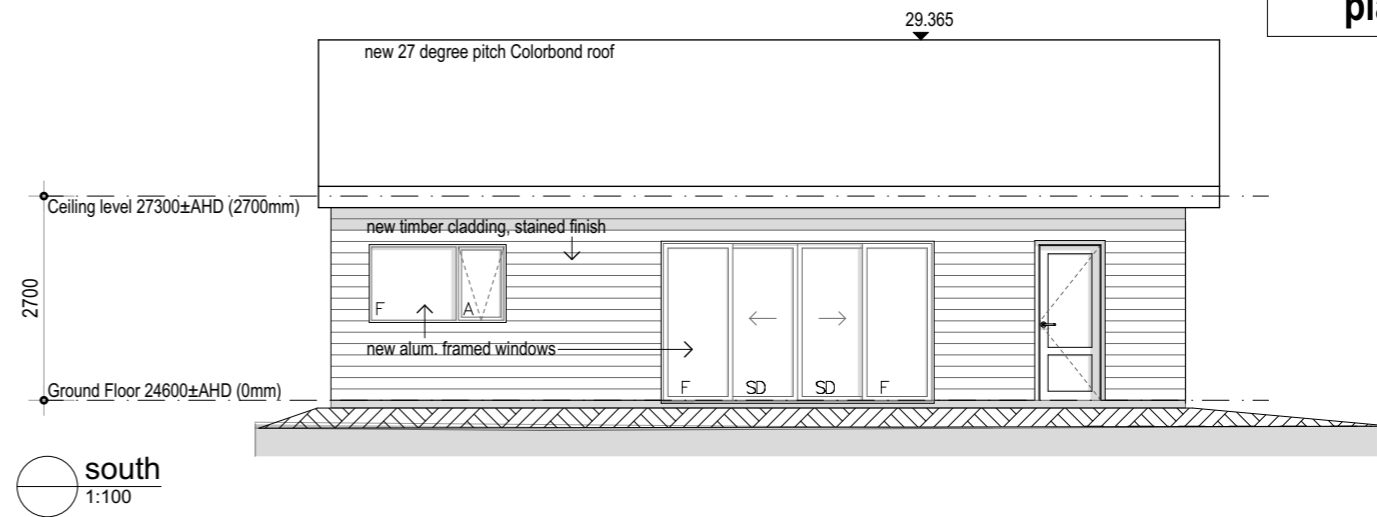 29.365
pla
new 27 degree pitch Colorbond roof
Ceiling level 27300±AHD (2700mm)
new timber cladding, stained finish
2700
F
A
new alum. framed windows
Ground Floor 24600±AHD (0mm)
F SD SD F
south
1:100